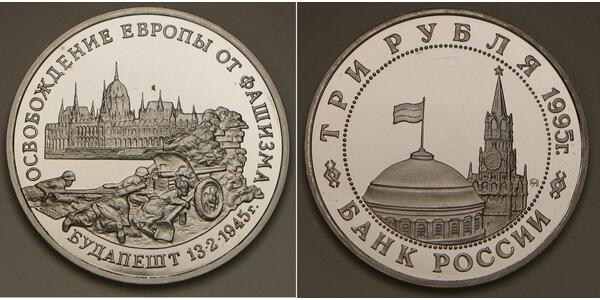 ОСВОБОЖДЕНИЕ ЕВРОПЫ ОТ ФАШИЗМА
БУДАПЕШТ 13·2·1945г.
ТРИ РУБЛЯ 1995г.
БАНК РОССИИ